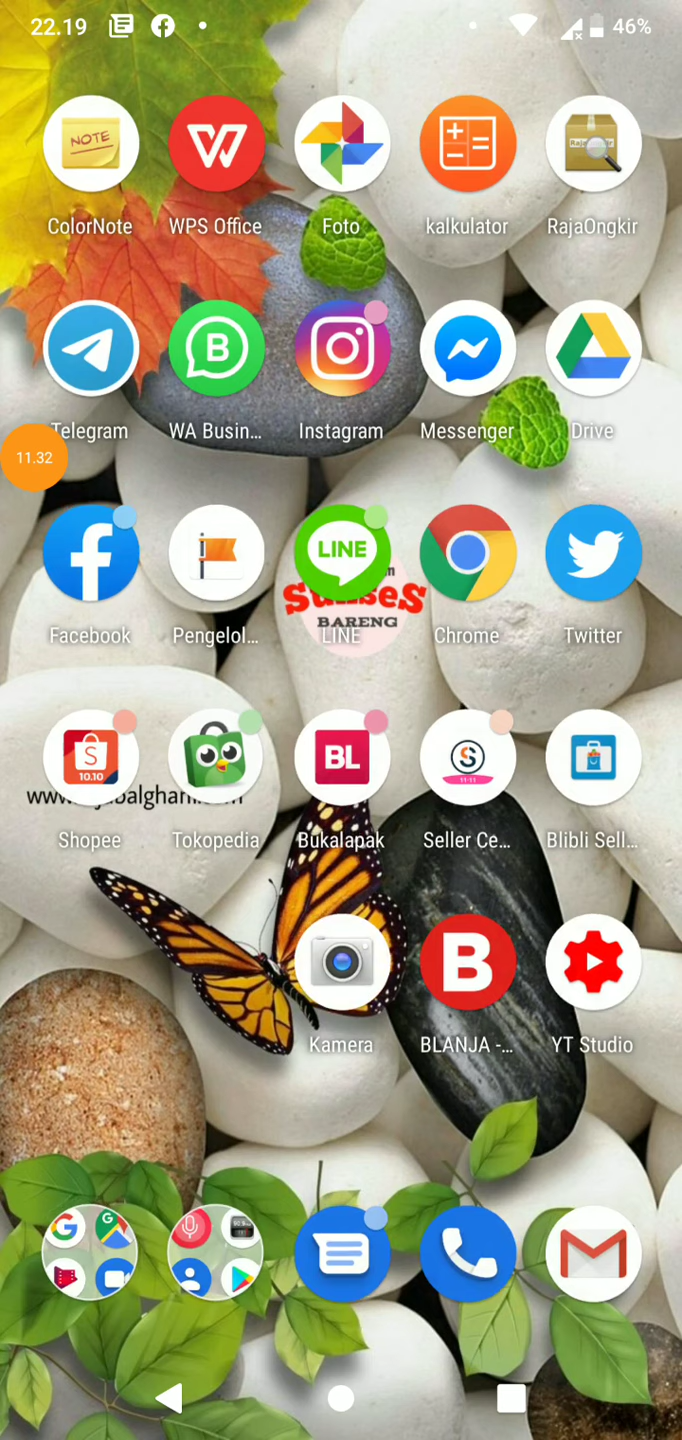 22.19
46%
NOTE
ColorNote
WPS Office
Foto
kalkulator
RajaOngkir
B
Telegram
WA Busin...
Instagram
Messenger
Drive
11.32
LINE
SukseS
BARENG
Facebook
Pengelol...
LINE
Chrome
Twitter
S
10.10
BL
S
11-11
Shopee
Tokopedia
Bukalapak
Seller Ce...
Blibli Sell...
B
Kamera
BLANJA -...
YT Studio